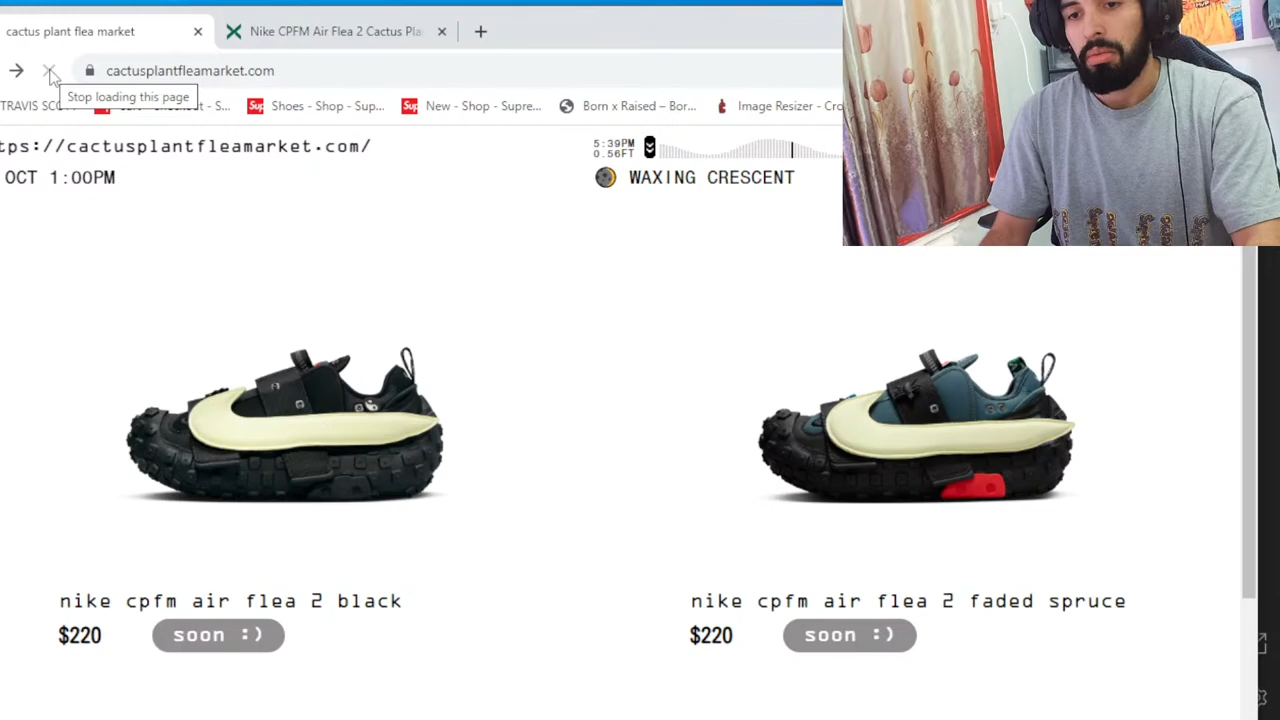 cactus plant flea market
Nike CPFM Air Flea 2 Cactus Pla
cactusplantfleamarket.com
Stop loading this page
TRAVIS SC
Shoes - Shop - Sup...
New - Shop - Supre...
Born x Raised – Bor...
Image Resizer - Cro
tps://cactusplantfleamarket.com/
OCT 1:00PM
5:39PM
0.56FT
WAXING CRESCENT
nike cpfm air flea 2 black
$220 soon :)
nike cpfm air flea 2 faded spruce
$220 soon :)